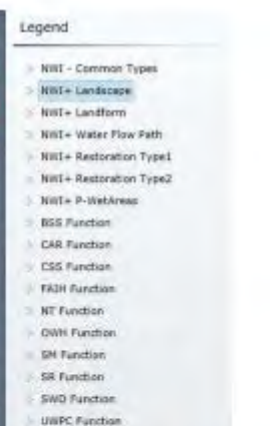 Legend
NWI - Common Types
NWI+ Landscape
NWI+ Landform
NWI+ Water Flow Path
NWI+ Restoration Type1
NWI+ Restoration Type2
NWI+ P-WetAreas
BSS Function
CAR Function
CSS Function
FAIH Function
NT Function
OWH Function
SM Function
SR Function
SWD Function
UWPC Function